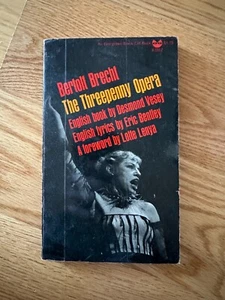 Bertolt Brecht
The Threepenny Opera
English book by Desmond Vesey
English lyrics by Eric Bentley
A foreword by Lotte Lenya